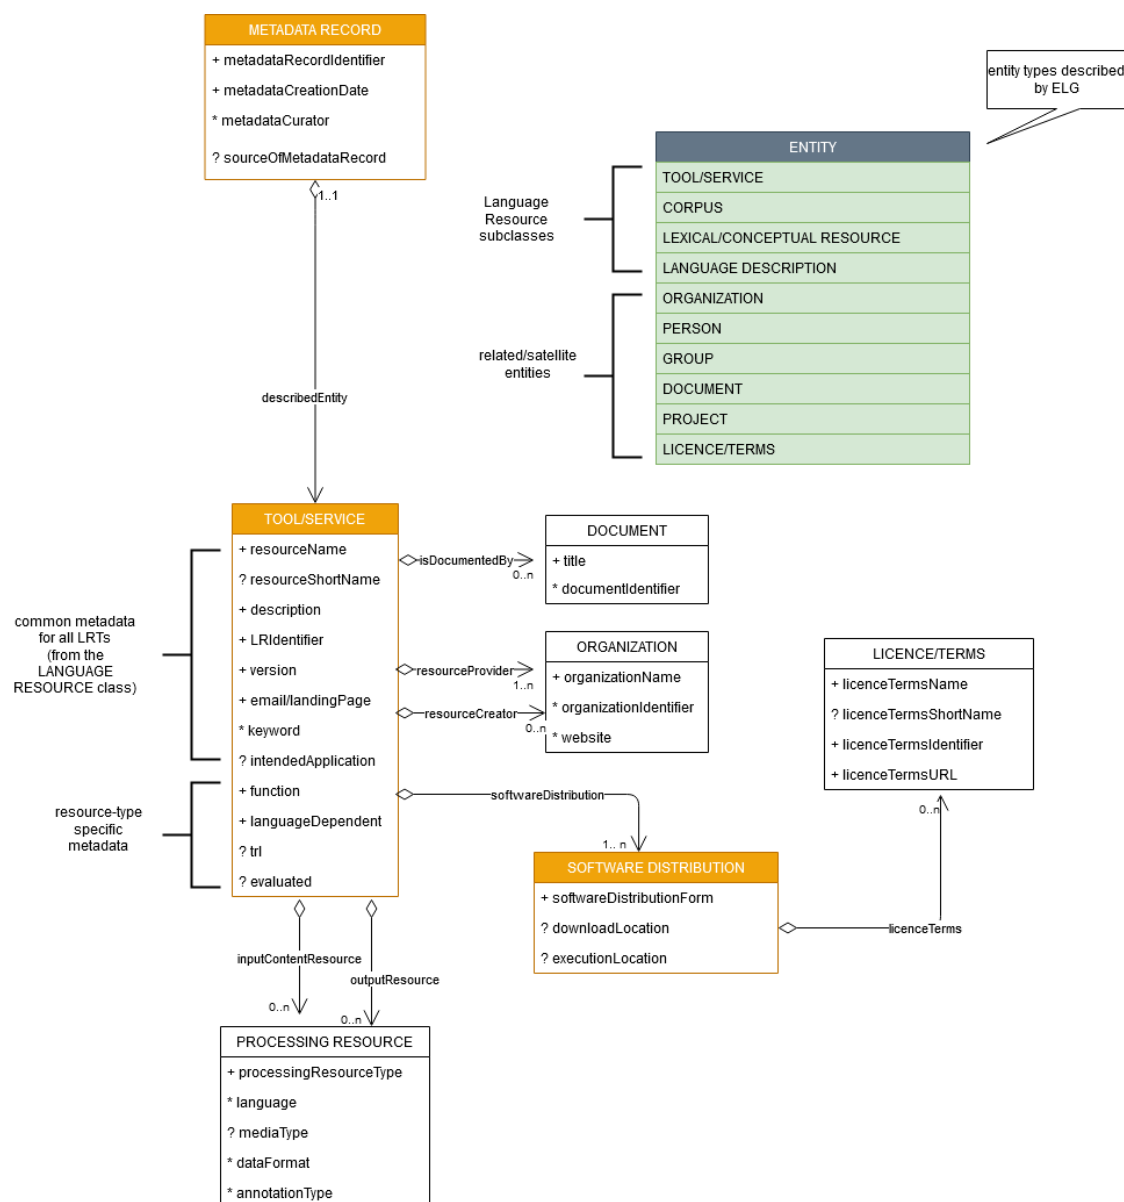 METADATA RECORD
+ metadataRecordIdentifier
+ metadataCreationDate
* metadataCurator
? sourceOfMetadataRecord
1..1
describedEntity
entity types described
by ELG
ENTITY
TOOL/SERVICE
CORPUS
LEXICAL/CONCEPTUAL RESOURCE
LANGUAGE DESCRIPTION
ORGANIZATION
PERSON
GROUP
DOCUMENT
PROJECT
LICENCE/TERMS
Language
Resource
subclasses
related/satellite
entities
TOOL/SERVICE
+ resourceName
? resourceShortName
+ description
+ LRIdentifier
+ version
+ email/landingPage
* keyword
? intendedApplication
+ function
+ languageDependent
? trl
? evaluated
common metadata
for all LRTs
(from the
LANGUAGE
RESOURCE class)
resource-type
specific
metadata
isDocumentedBy
0..n
DOCUMENT
+ title
* documentIdentifier
resourceProvider
1..n
resourceCreator
0..n
ORGANIZATION
+ organizationName
* organizationIdentifier
* website
LICENCE/TERMS
+ licenceTermsName
? licenceTermsShortName
+ licenceTermsIdentifier
+ licenceTermsURL
0..n
softwareDistribution
1.. n
SOFTWARE DISTRIBUTION
+ softwareDistributionForm
? downloadLocation
? executionLocation
licenceTerms
inputContentResource
outputResource
0..n
0..n
PROCESSING RESOURCE
+ processingResourceType
* language
? mediaType
* dataFormat
* annotationType